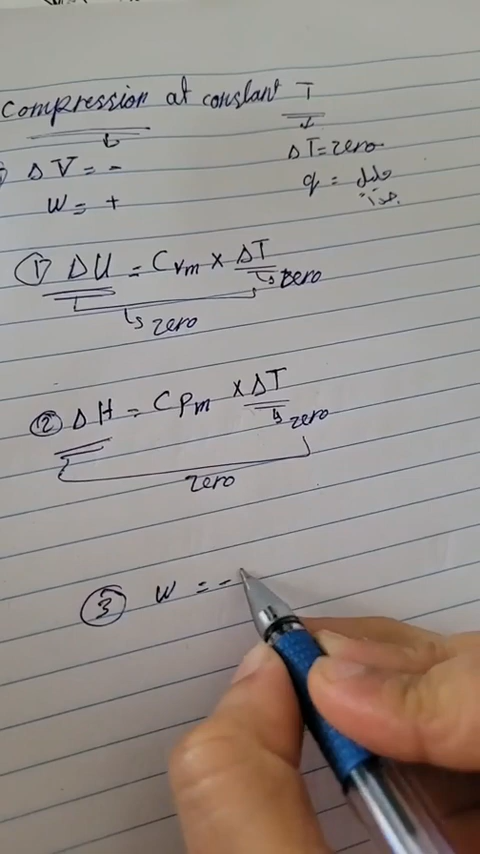 compression at constant T
ΔV = -
ΔT = zero
W = +
q =
① ΔU = Cvm × ΔT
zero
zero
② ΔH = Cpm × ΔT
zero
zero
③ W = -